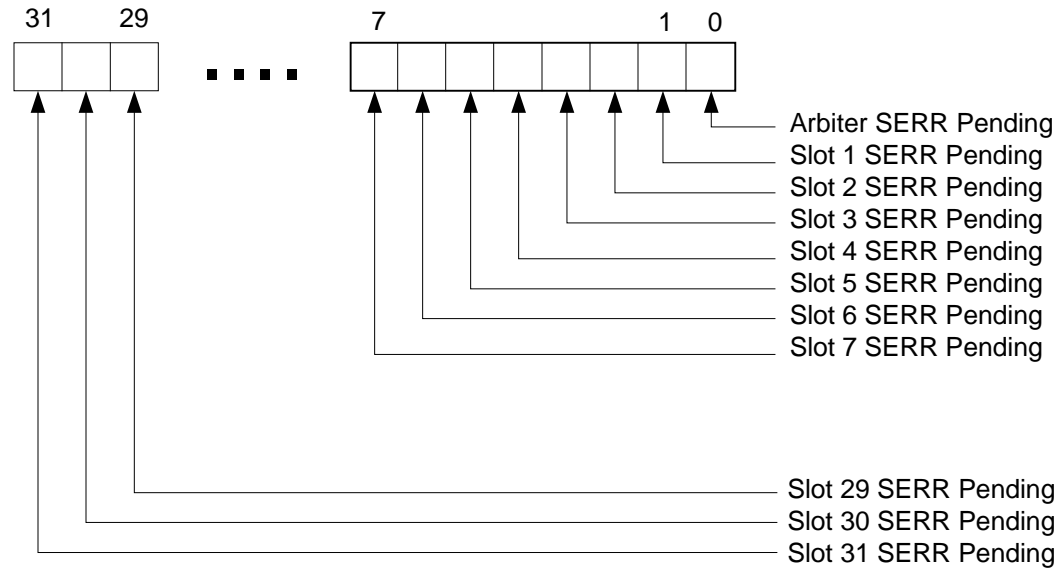 31 29 7 1 0
Arbiter SERR Pending
Slot 1 SERR Pending
Slot 2 SERR Pending
Slot 3 SERR Pending
Slot 4 SERR Pending
Slot 5 SERR Pending
Slot 6 SERR Pending
Slot 7 SERR Pending
Slot 29 SERR Pending
Slot 30 SERR Pending
Slot 31 SERR Pending